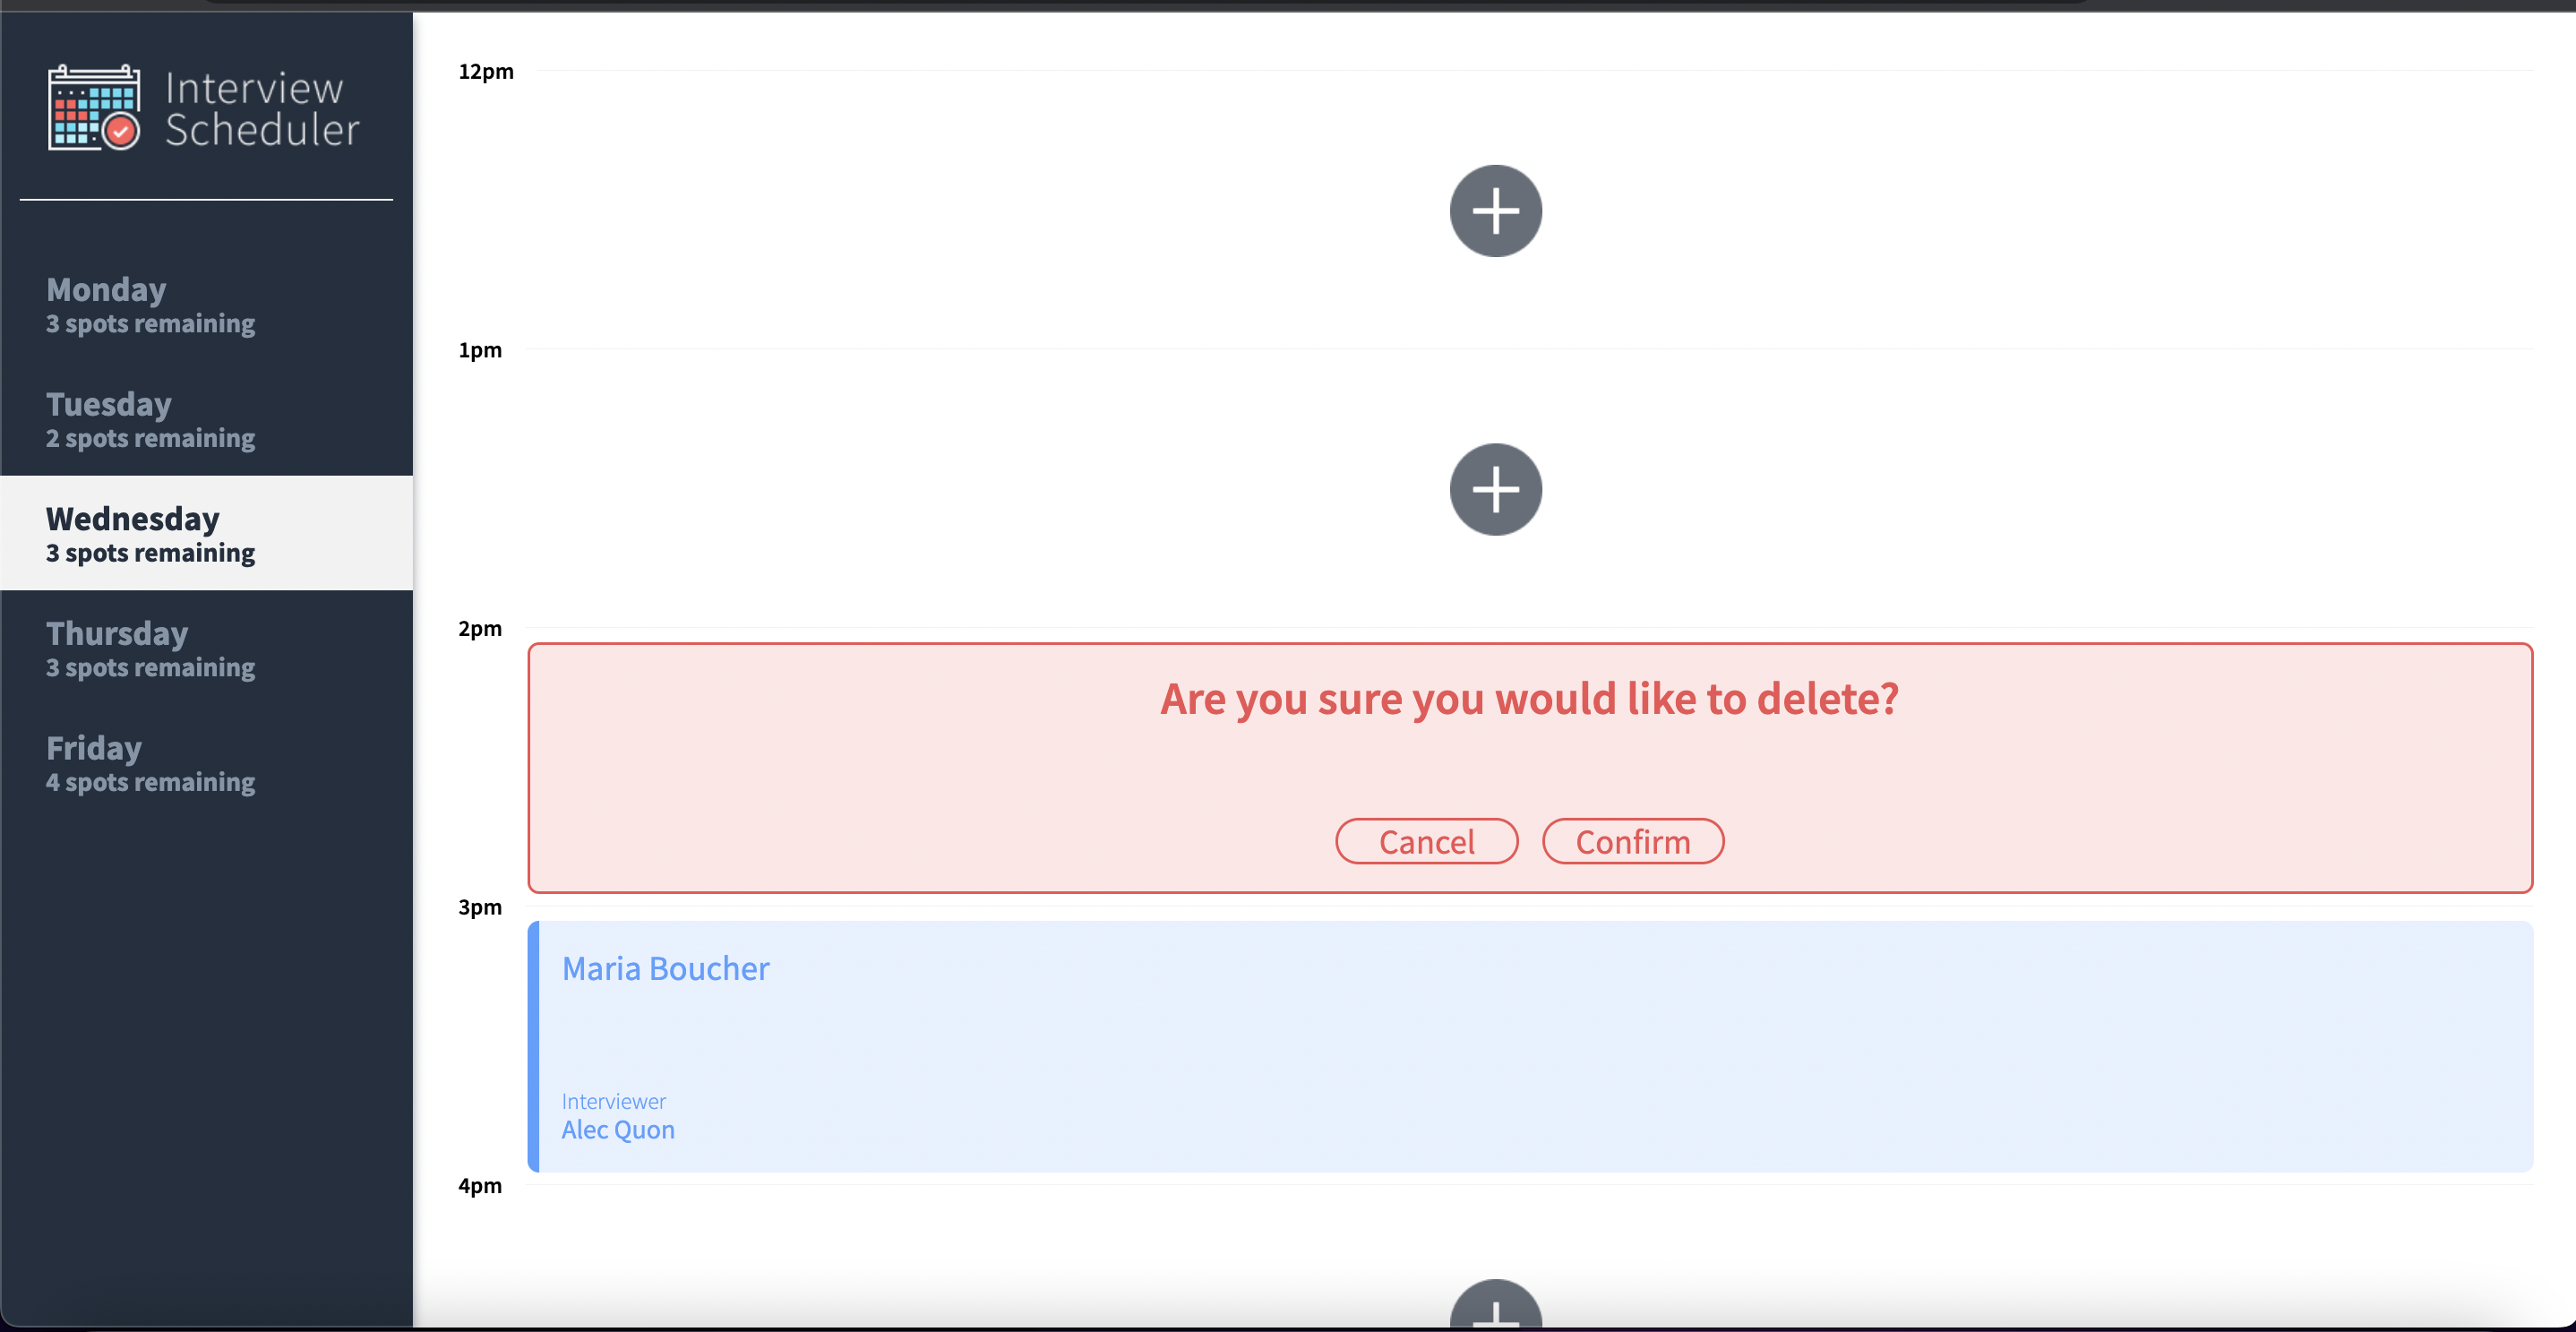 Interview
Scheduler
Monday
3 spots remaining
Tuesday
2 spots remaining
Wednesday
3 spots remaining
Thursday
3 spots remaining
Friday
4 spots remaining
12pm
1pm
2pm
Are you sure you would like to delete?
Cancel Confirm
3pm
Maria Boucher
Interviewer
Alec Quon
4pm